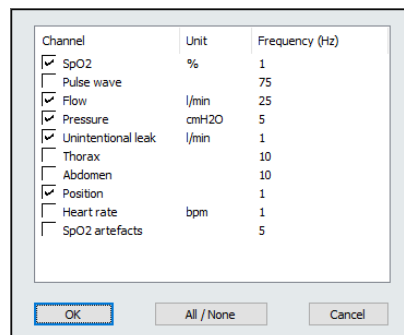 Channel Unit Frequency (Hz)
SpO2 % 1
Pulse wave 75
Flow l/min 25
Pressure cmH2O 5
Unintentional leak l/min 1
Thorax 10
Abdomen 10
Position 1
Heart rate bpm 1
SpO2 artefacts 5
OK All / None Cancel